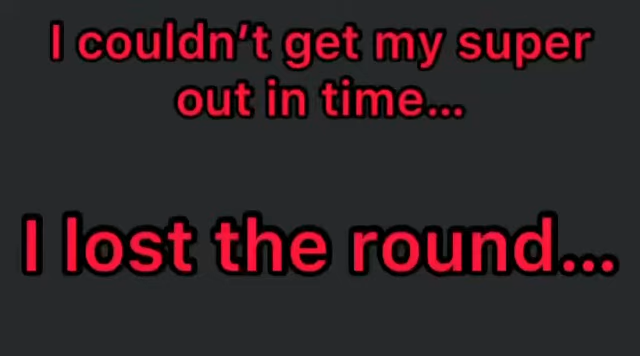 I couldn’t get my super
out in time...
I lost the round...